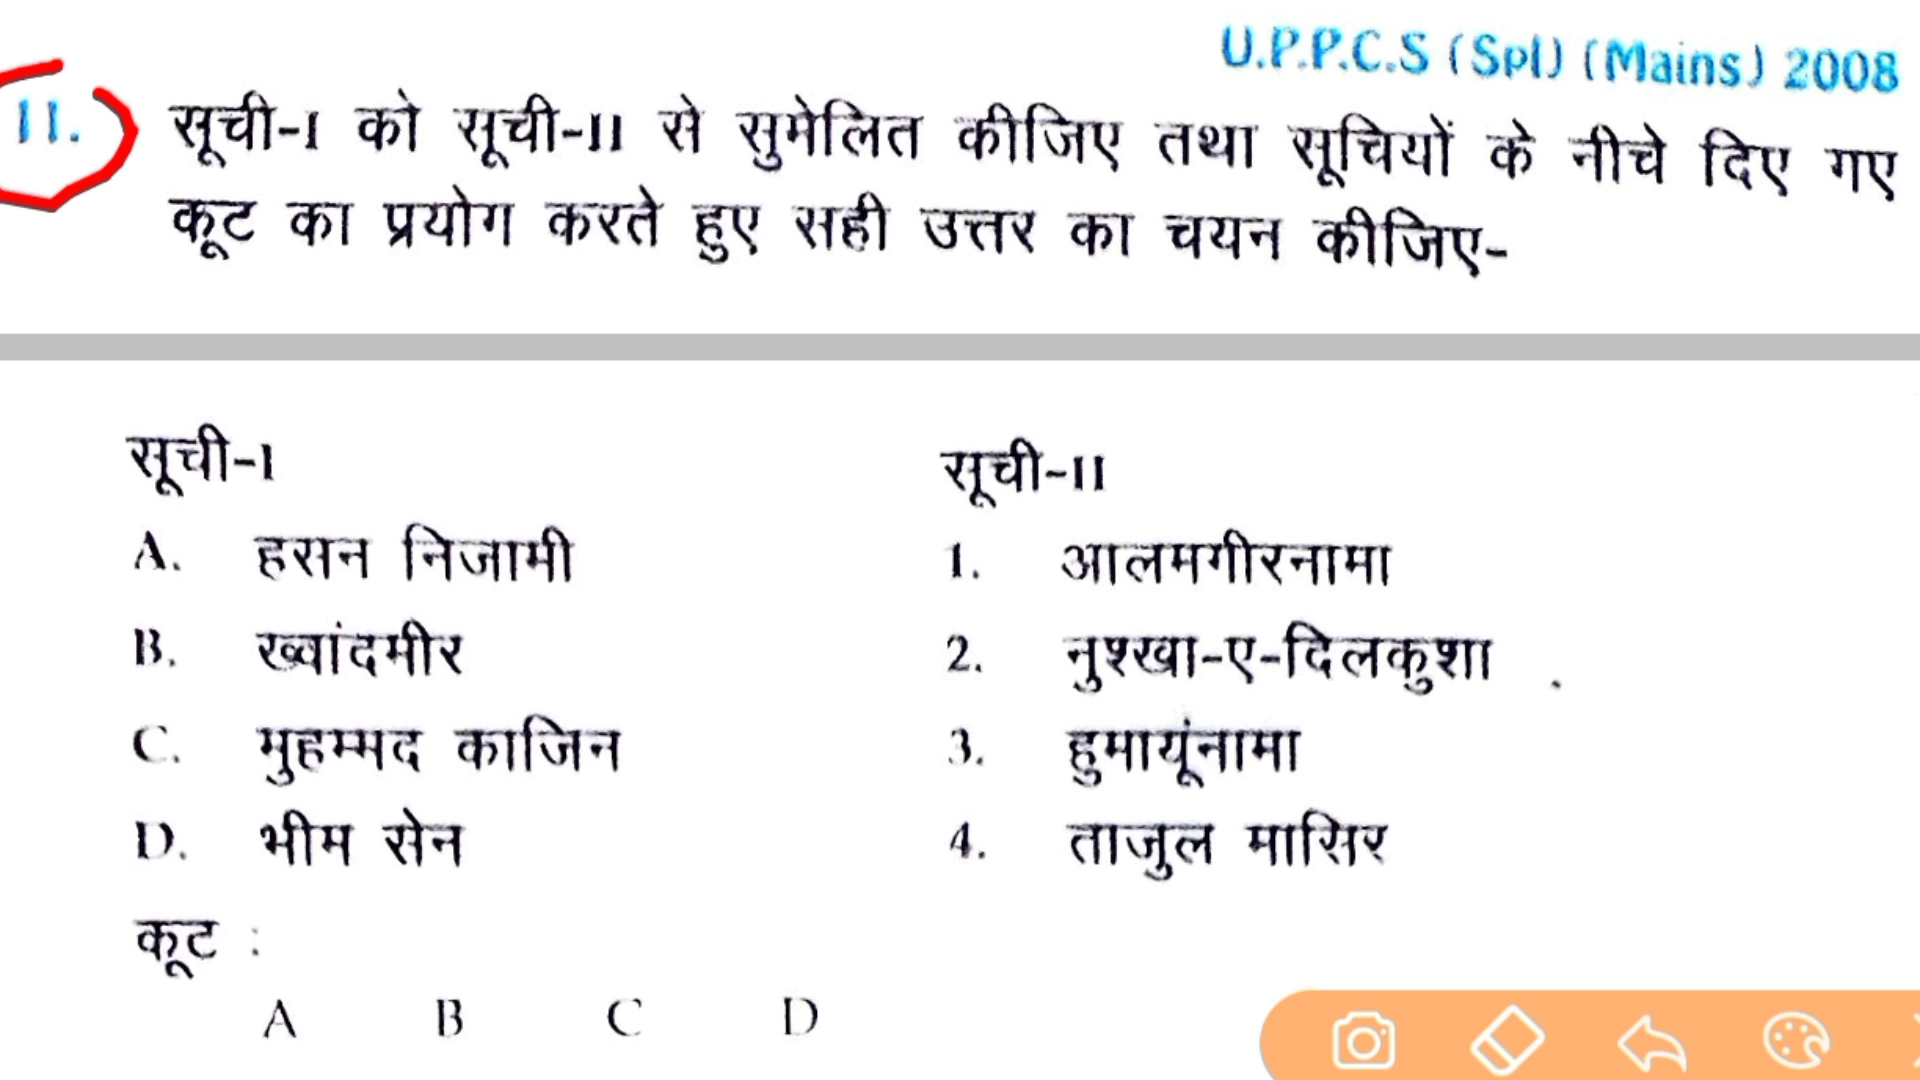 U.P.P.C.S (Spl) (Mains) 2008
11. सूची-I को सूची-II से सुमेलित कीजिए तथा सूचियों के नीचे दिए गए
कूट का प्रयोग करते हुए सही उत्तर का चयन कीजिए-
सूची-I सूची-II
A. हसन निजामी 1. आलमगीरनामा
B. ख्वांदमीर 2. नुश्खा-ए-दिलकुशा
C. मुहम्मद काजिन 3. हुमायूंनामा
D. भीम सेन 4. ताजुल मासिर
कूट :
A B C D